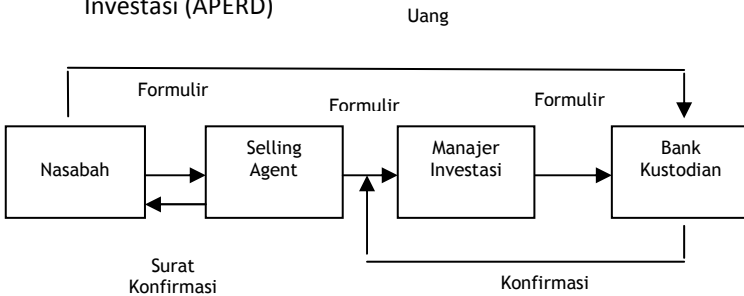 Investasi (APERD)
Uang
Formulir
Formulir
Formulir
Nasabah
Selling
Agent
Manajer
Investasi
Bank
Kustodian
Surat
Konfirmasi
Konfirmasi